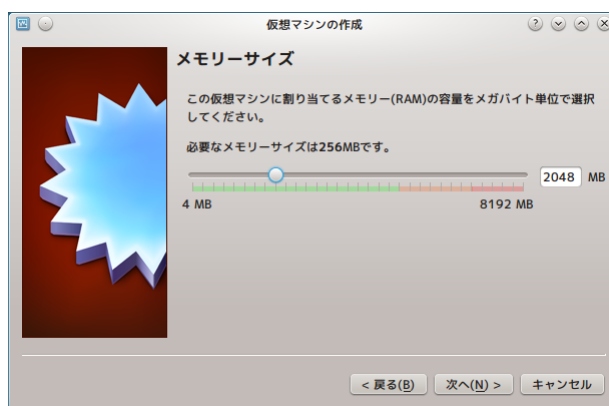 仮想マシンの作成
メモリーサイズ
この仮想マシンに割り当てるメモリー(RAM)の容量をメガバイト単位で選択
してください。
必要なメモリーサイズは256MBです。
2048 MB
4 MB 8192 MB
< 戻る(B) 次へ(N) > キャンセル